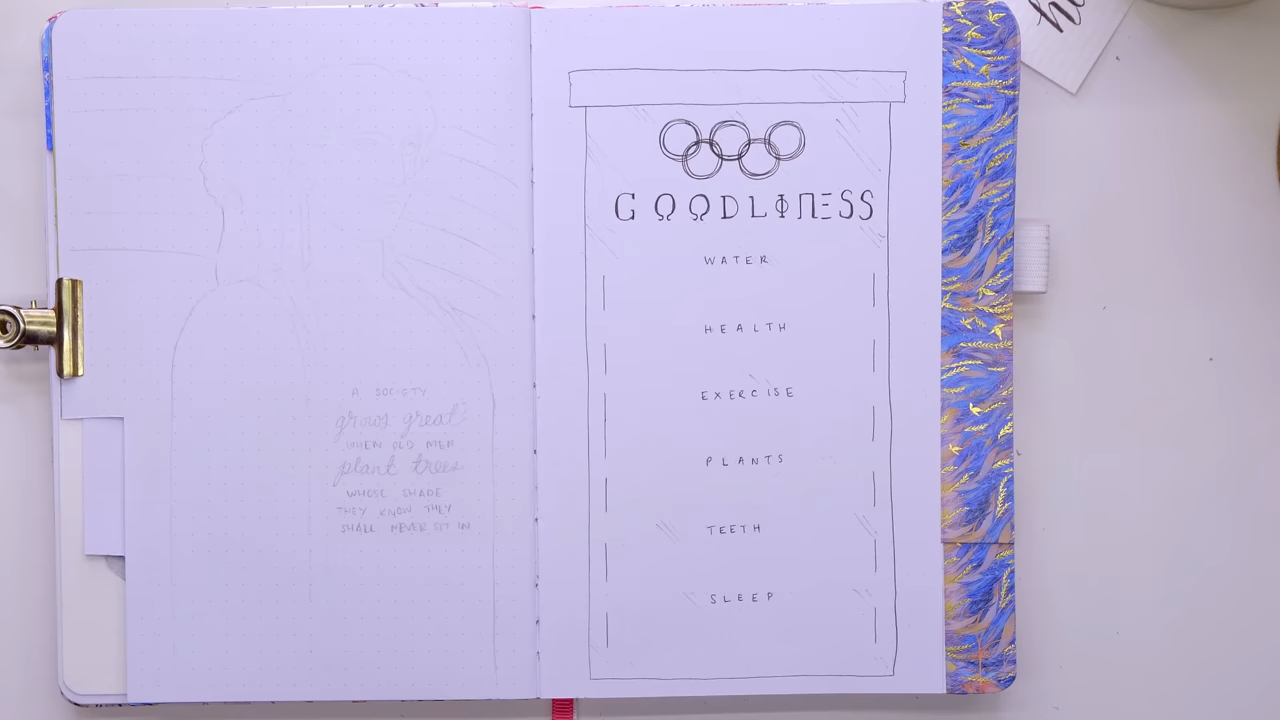 A SOCIETY
grows great
WHEN OLD MEN
plant trees
WHOSE SHADE
THEY KNOW THEY
SHALL NEVER SIT IN
GOODLINESS
WATER
HEALTH
EXERCISE
PLANTS
TEETH
SLEEP